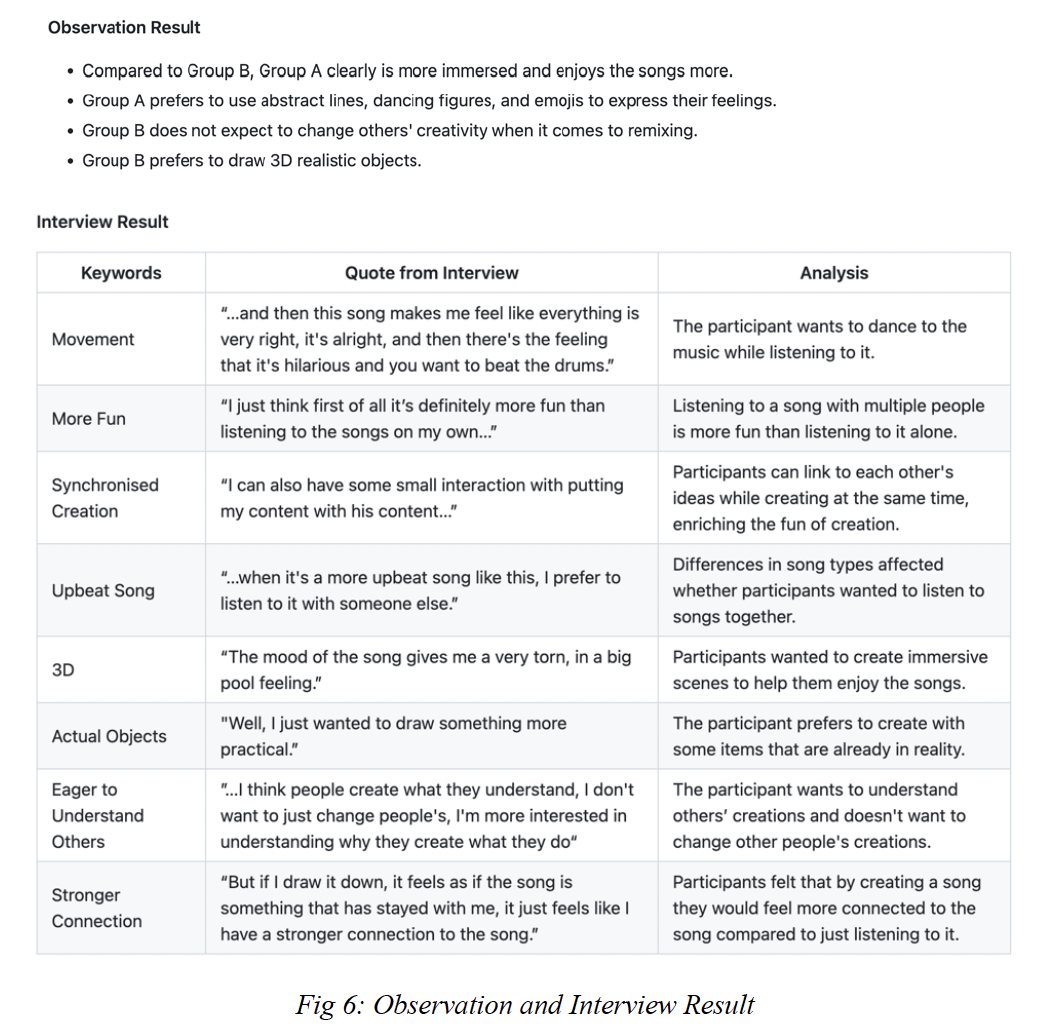 Observation Result
• Compared to Group B, Group A clearly is more immersed and enjoys the songs more.
• Group A prefers to use abstract lines, dancing figures, and emojis to express their feelings.
• Group B does not expect to change others' creativity when it comes to remixing.
• Group B prefers to draw 3D realistic objects.
Interview Result
Keywords
Quote from Interview
Analysis
Movement
“...and then this song makes me feel like everything is
very right, it's alright, and then there's the feeling
that it's hilarious and you want to beat the drums.”
The participant wants to dance to the
music while listening to it.
More Fun
“I just think first of all it’s definitely more fun than
listening to the songs on my own...”
Listening to a song with multiple people
is more fun than listening to it alone.
Synchronised
Creation
“I can also have some small interaction with putting
my content with his content...”
Participants can link to each other's
ideas while creating at the same time,
enriching the fun of creation.
Upbeat Song
“...when it's a more upbeat song like this, I prefer to
listen to it with someone else.”
Differences in song types affected
whether participants wanted to listen to
songs together.
3D
“The mood of the song gives me a very torn, in a big
pool feeling.”
Participants wanted to create immersive
scenes to help them enjoy the songs.
Actual Objects
"Well, I just wanted to draw something more
practical.”
The participant prefers to create with
some items that are already in reality.
Eager to
Understand
Others
“...I think people create what they understand, I don't
want to just change people's, I'm more interested in
understanding why they create what they do“
The participant wants to understand
others’ creations and doesn't want to
change other people's creations.
Stronger
Connection
“But if I draw it down, it feels as if the song is
something that has stayed with me, it just feels like I
have a stronger connection to the song.”
Participants felt that by creating a song
they would feel more connected to the
song compared to just listening to it.
Fig 6: Observation and Interview Result